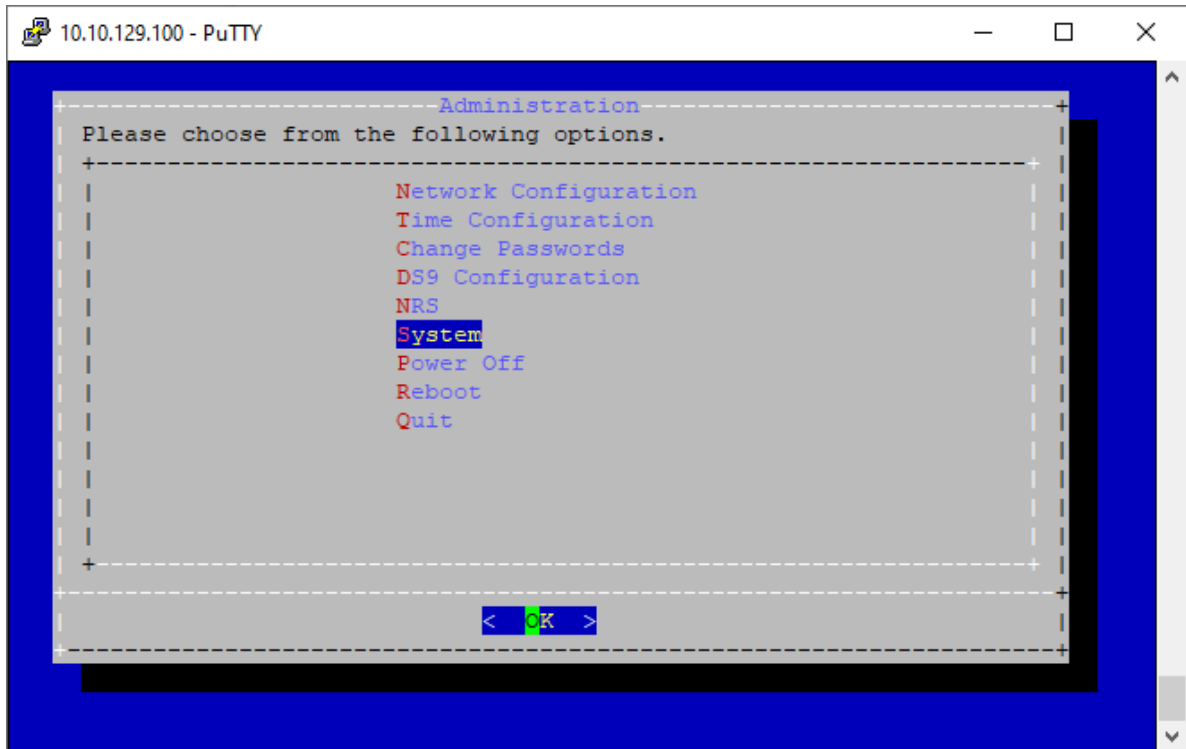 10.10.129.100 - PuTTY
Administration
Please choose from the following options.
Network Configuration
Time Configuration
Change Passwords
DS9 Configuration
NRS
System
Power Off
Reboot
Quit
< OK >